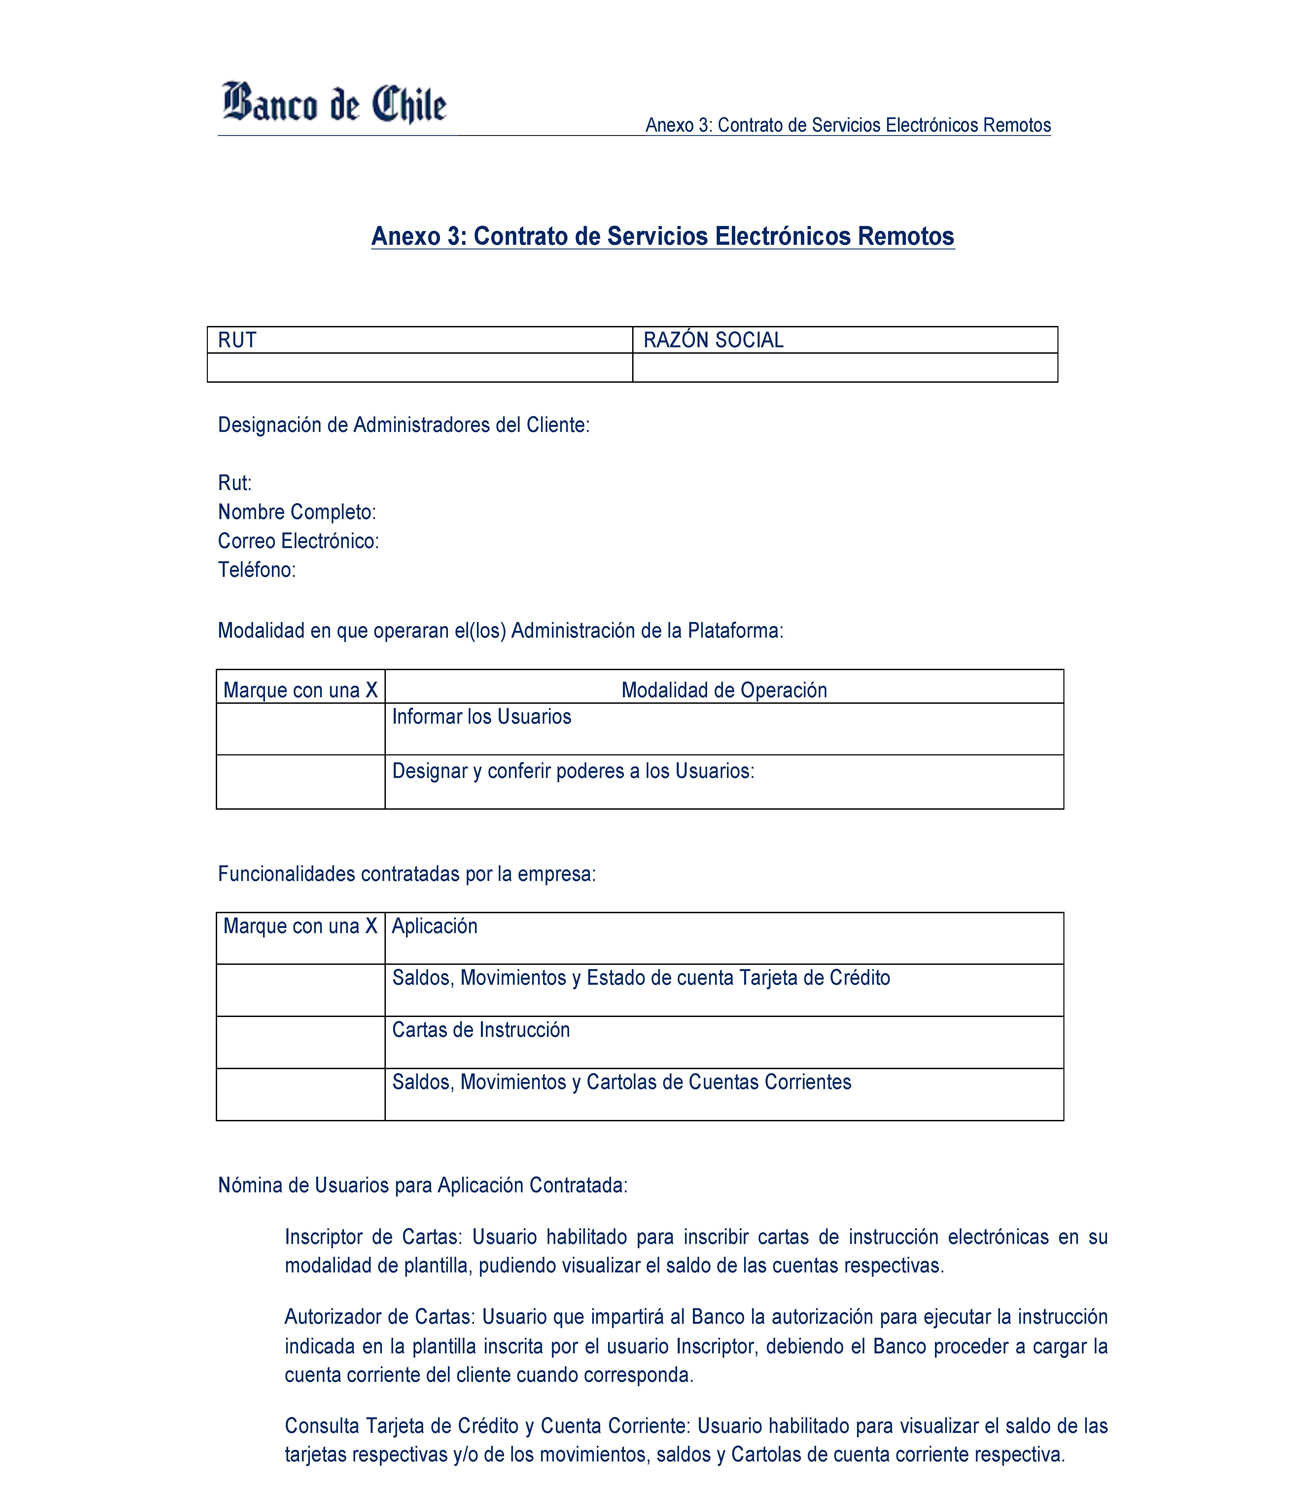 Banco de Chile
Anexo 3: Contrato de Servicios Electrónicos Remotos
Anexo 3: Contrato de Servicios Electrónicos Remotos
RUT RAZÓN SOCIAL
Designación de Administradores del Cliente:
Rut:
Nombre Completo:
Correo Electrónico:
Teléfono:
Modalidad en que operaran el(los) Administración de la Plataforma:
Marque con una X Modalidad de Operación
Informar los Usuarios
Designar y conferir poderes a los Usuarios:
Funcionalidades contratadas por la empresa:
Marque con una X Aplicación
Saldos, Movimientos y Estado de cuenta Tarjeta de Crédito
Cartas de Instrucción
Saldos, Movimientos y Cartolas de Cuentas Corrientes
Nómina de Usuarios para Aplicación Contratada:
Inscriptor de Cartas: Usuario habilitado para inscribir cartas de instrucción electrónicas en su
modalidad de plantilla, pudiendo visualizar el saldo de las cuentas respectivas.
Autorizador de Cartas: Usuario que impartirá al Banco la autorización para ejecutar la instrucción
indicada en la plantilla inscrita por el usuario Inscriptor, debiendo el Banco proceder a cargar la
cuenta corriente del cliente cuando corresponda.
Consulta Tarjeta de Crédito y Cuenta Corriente: Usuario habilitado para visualizar el saldo de las
tarjetas respectivas y/o de los movimientos, saldos y Cartolas de cuenta corriente respectiva.